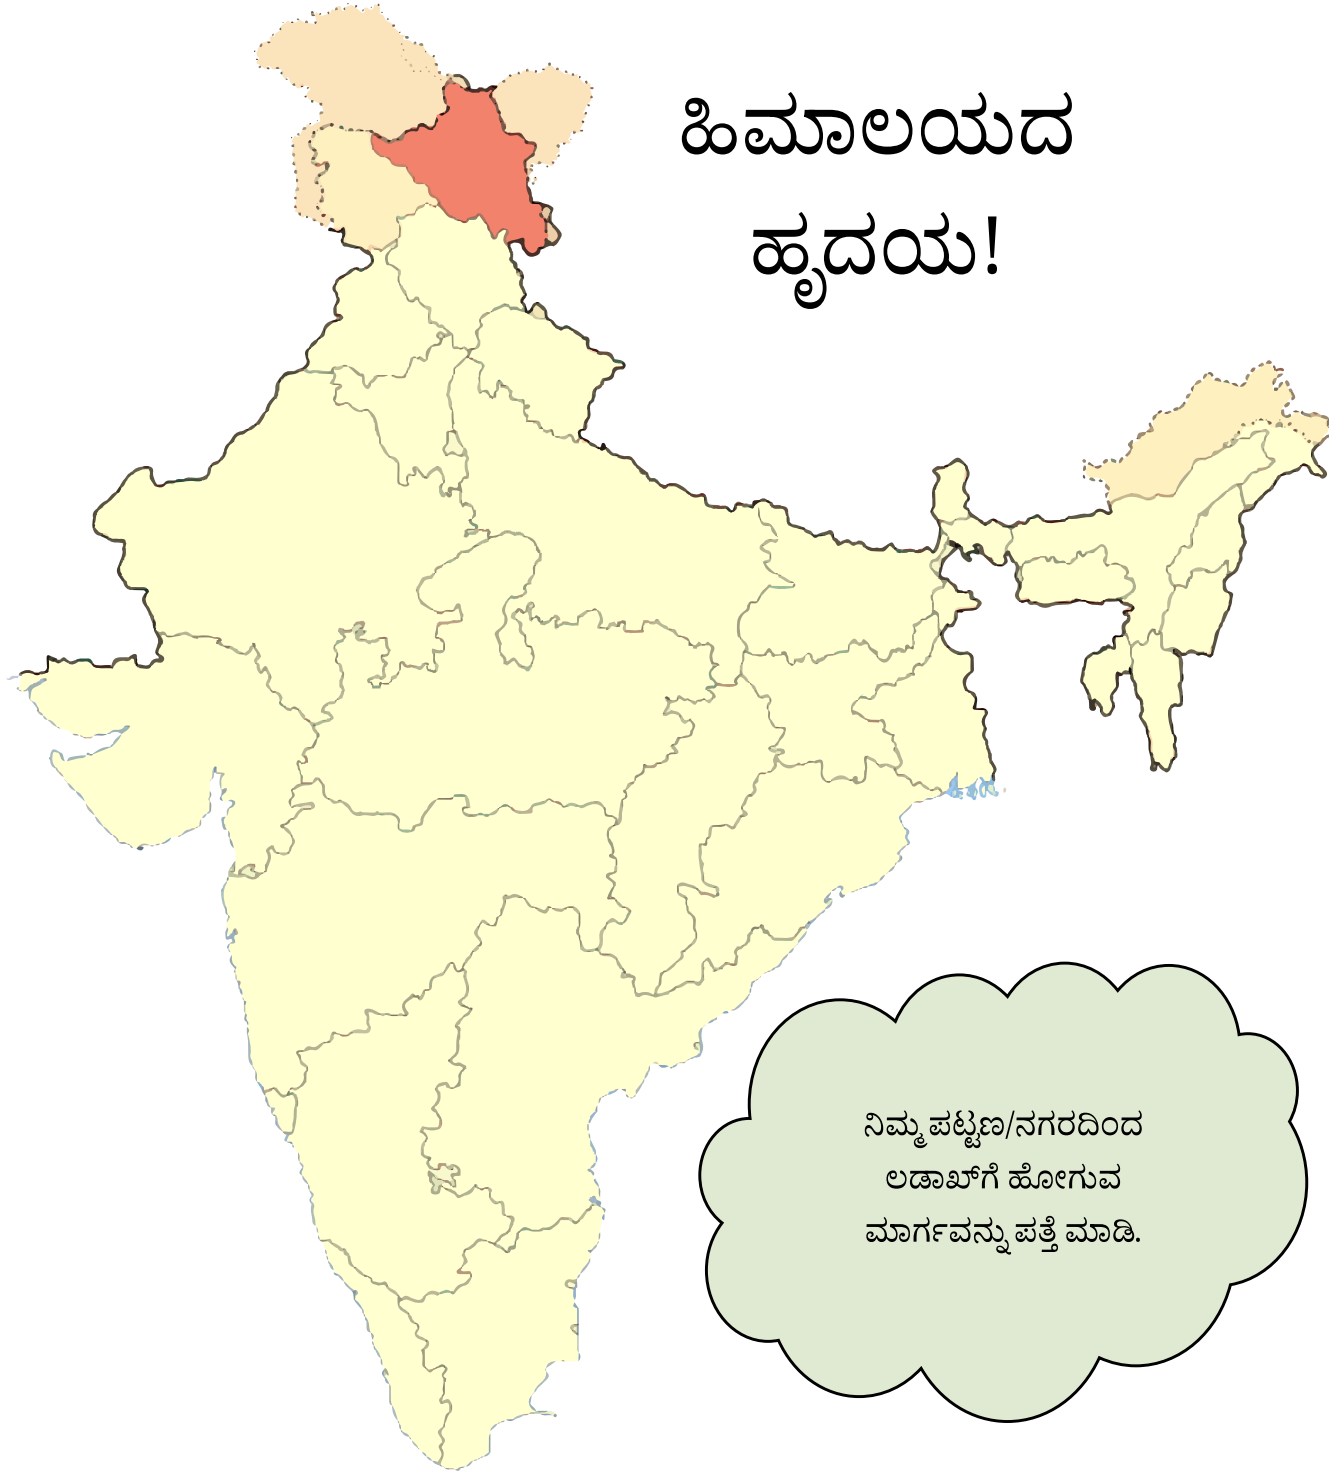 ಹಿಮಾಲಯದ
ಹೃದಯ!
ನಿಮ್ಮ ಪಟ್ಟಣ/ನಗರದಿಂದ
ಲಡಾಖ್‌ಗೆ ಹೋಗುವ
ಮಾರ್ಗವನ್ನು ಪತ್ತೆ ಮಾಡಿ.